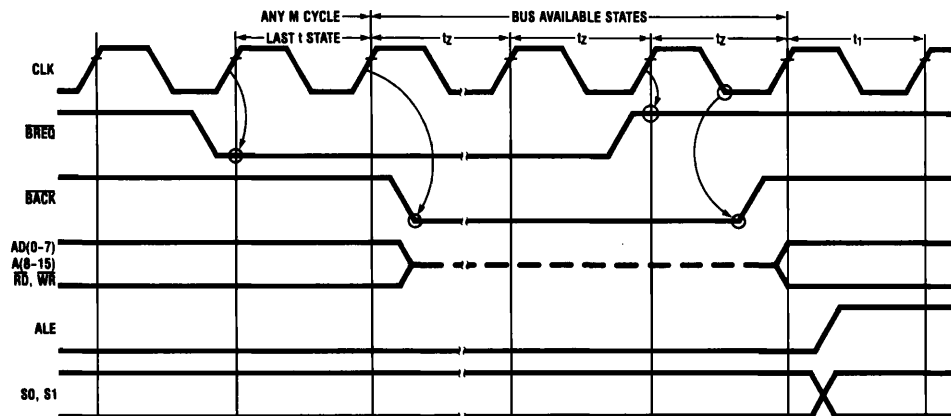 ANY M CYCLE
BUS AVAILABLE STATES
LAST t STATE
tZ
tZ
tZ
t1
CLK
BREQ
BACK
AD(0-7)
A(8-15)
RD, WR
ALE
S0, S1